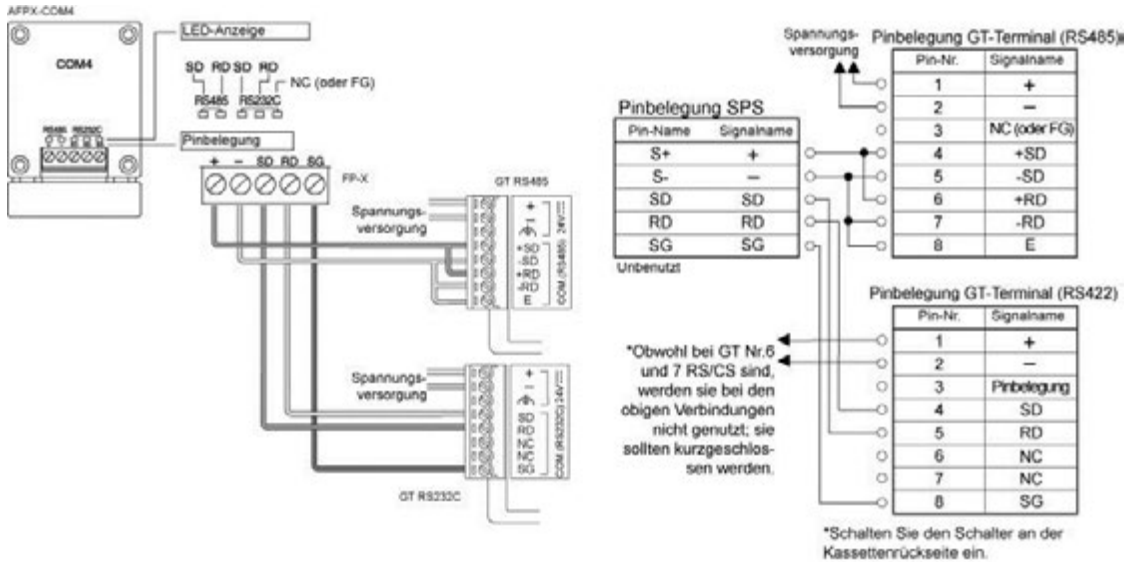 AFPX-COM4
LED-Anzeige
COM4
SD RD SD RD
NC (oder FG)
RS485 RS232C
RS485 RS232C
Pinbelegung
+ – SD RD SG
FP-X
GT RS485
Spannungs-
versorgung
+
–
24V
+SD
-SD
+RD
-RD
E
COM (RS485)
Spannungs-
versorgung
+
–
24V
SD
RD
NC
NC
SG
COM (RS232C)
GT RS232C
Spannungs-
versorgung
Pinbelegung GT-Terminal (RS485)*
Pin-Nr. Signalname
1 +
2 –
3 NC (oder FG)
4 +SD
5 -SD
6 +RD
7 -RD
8 E
Pinbelegung SPS
Pin-Name Signalname
S+ +
S- –
SD SD
RD RD
SG SG
Unbenutzt
Pinbelegung GT-Terminal (RS422)
Pin-Nr. Signalname
1 +
2 –
3 Pinbelegung
4 SD
5 RD
6 NC
7 NC
8 SG
*Obwohl bei GT Nr.6
und 7 RS/CS sind,
werden sie bei den
obigen Verbindungen
nicht genutzt; sie
sollten kurzgeschlos-
sen werden.
*Schalten Sie den Schalter an der
Kassettenrückseite ein.